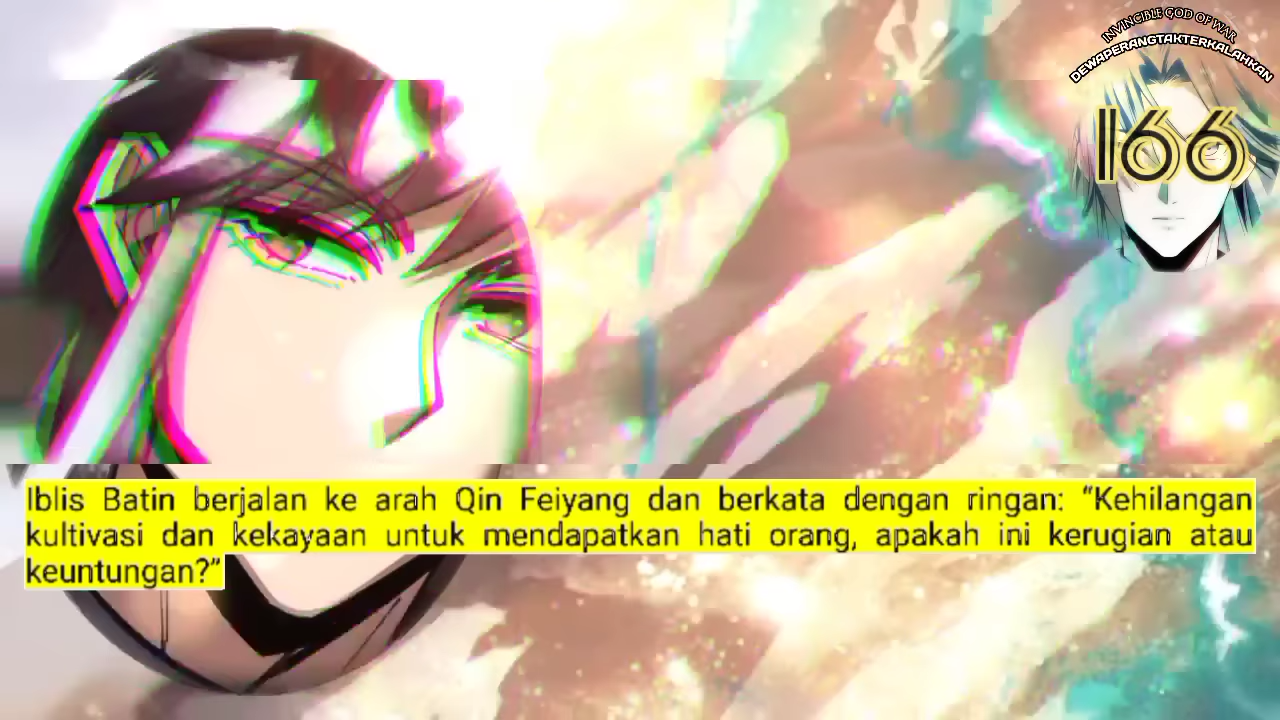 INVINCIBLE GOD OF WAR
DEWAPERANGTAKTERKALAHKAN
166
Iblis Batin berjalan ke arah Qin Feiyang dan berkata dengan ringan: “Kehilangan
kultivasi dan kekayaan untuk mendapatkan hati orang, apakah ini kerugian atau
keuntungan?”